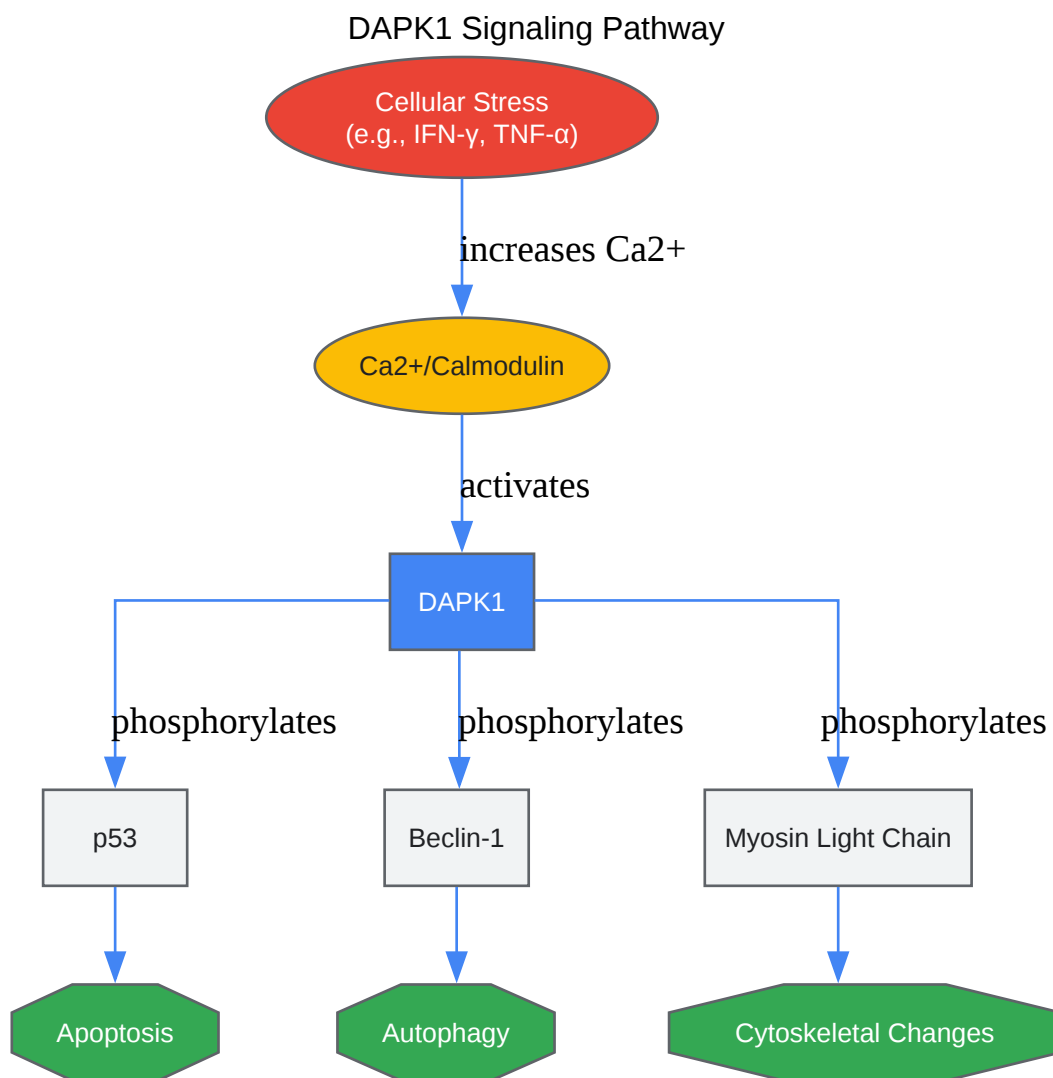 DAPK1 Signaling Pathway
Cellular Stress
(e.g., IFN-γ, TNF-α)
increases Ca2+
Ca2+/Calmodulin
activates
DAPK1
phosphorylates
phosphorylates
phosphorylates
p53
Beclin-1
Myosin Light Chain
Apoptosis
Autophagy
Cytoskeletal Changes